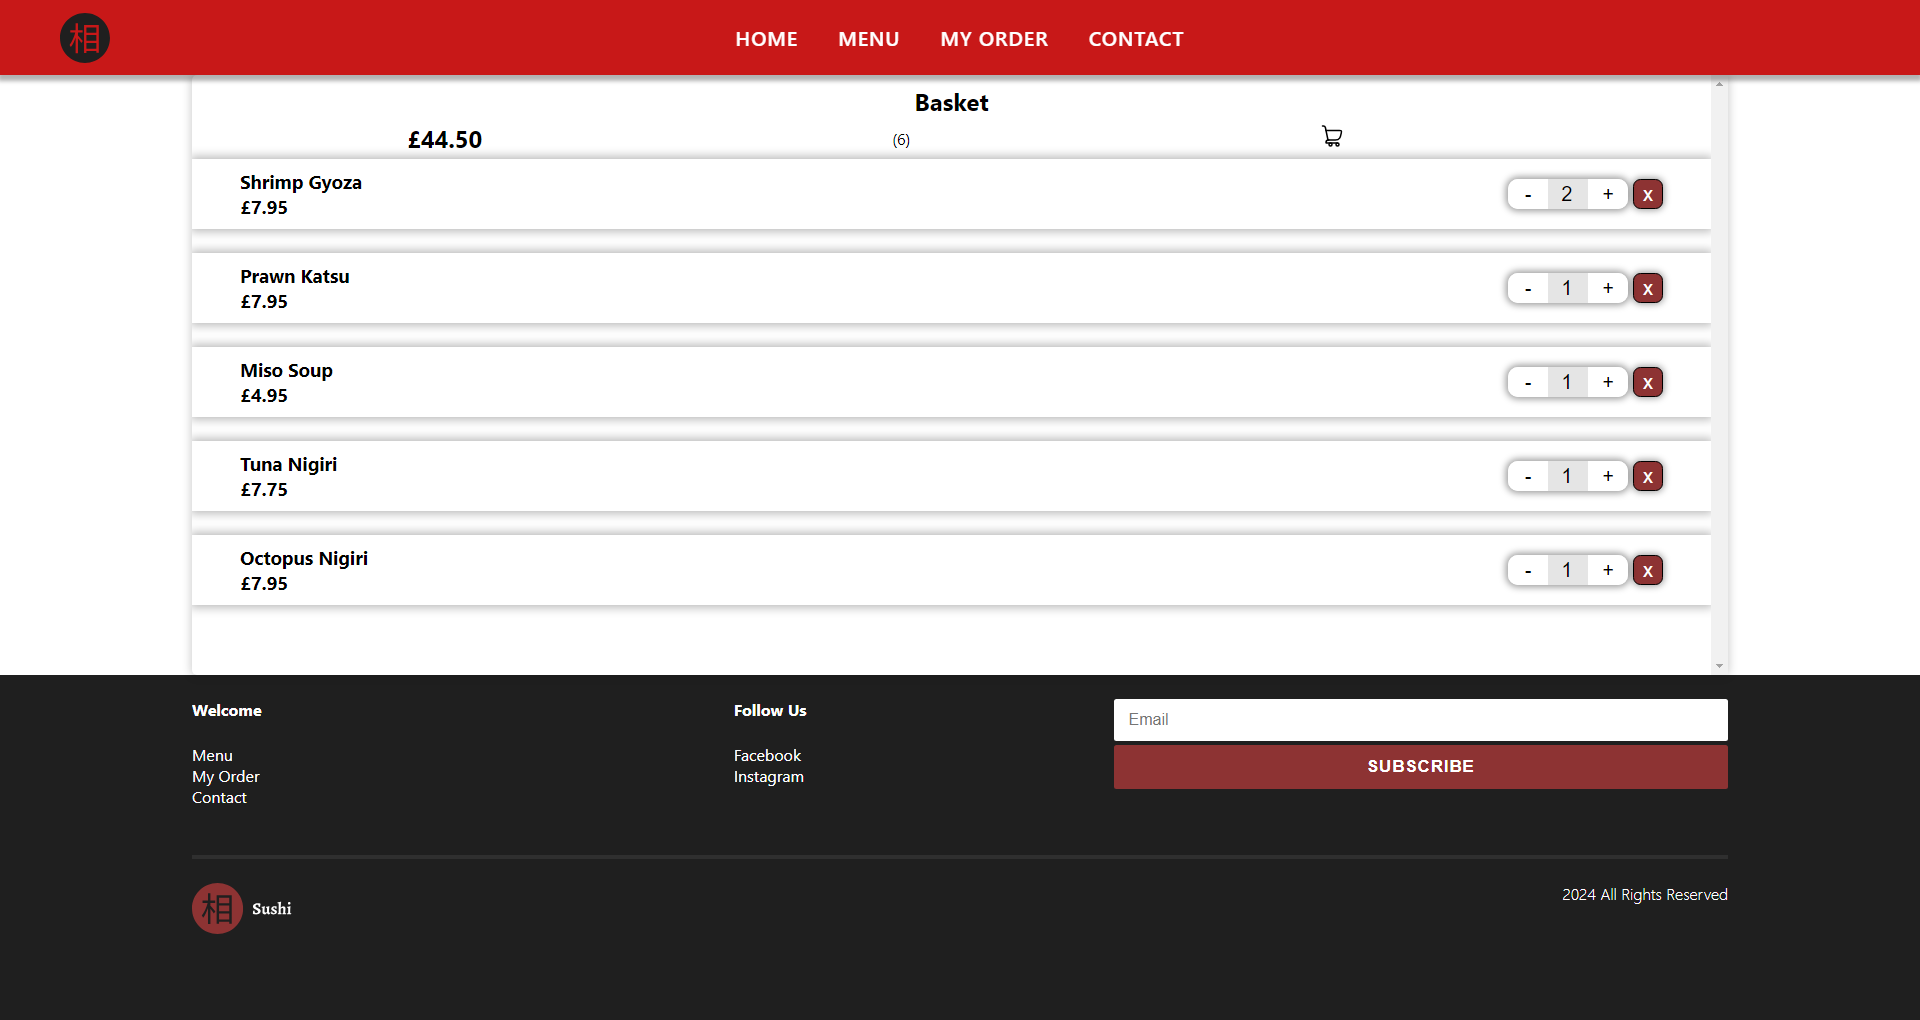 相
HOME MENU MY ORDER CONTACT
Basket
£44.50 (6)
Shrimp Gyoza
£7.95
- 2 + X
Prawn Katsu
£7.95
- 1 + X
Miso Soup
£4.95
- 1 + X
Tuna Nigiri
£7.75
- 1 + X
Octopus Nigiri
£7.95
- 1 + X
Welcome
Menu
My Order
Contact
Follow Us
Facebook
Instagram
Email
SUBSCRIBE
相 Sushi
2024 All Rights Reserved